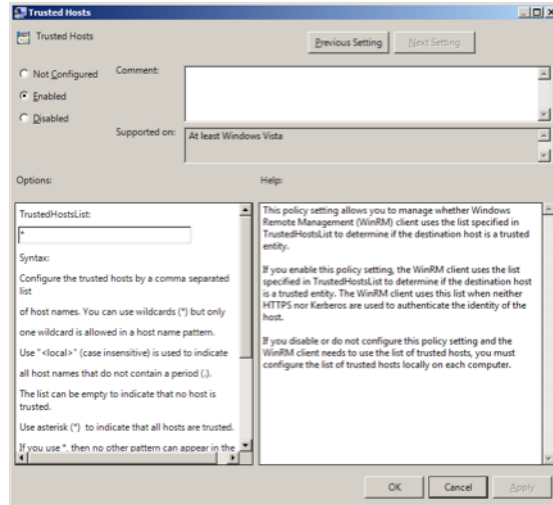 Trusted Hosts
Trusted Hosts
Previous Setting
Next Setting
Not Configured
Comment:
Enabled
Disabled
Supported on:
At least Windows Vista
Options:
Help:
TrustedHostsList:
*
Syntax:
Configure the trusted hosts by a comma separated
list
of host names. You can use wildcards (*) but only
one wildcard is allowed in a host name pattern.
Use "<local>" (case insensitive) is used to indicate
all host names that do not contain a period (.).
The list can be empty to indicate that no host is
trusted.
Use asterisk (*) to indicate that all hosts are trusted.
If you use *, then no other pattern can appear in the
This policy setting allows you to manage whether Windows
Remote Management (WinRM) client uses the list specified in
TrustedHostsList to determine if the destination host is a trusted
entity.
If you enable this policy setting, the WinRM client uses the list
specified in TrustedHostsList to determine if the destination host
is a trusted entity. The WinRM client uses this list when neither
HTTPS nor Kerberos are used to authenticate the identity of the
host.
If you disable or do not configure this policy setting and the
WinRM client needs to use the list of trusted hosts, you must
configure the list of trusted hosts locally on each computer.
OK
Cancel
Apply